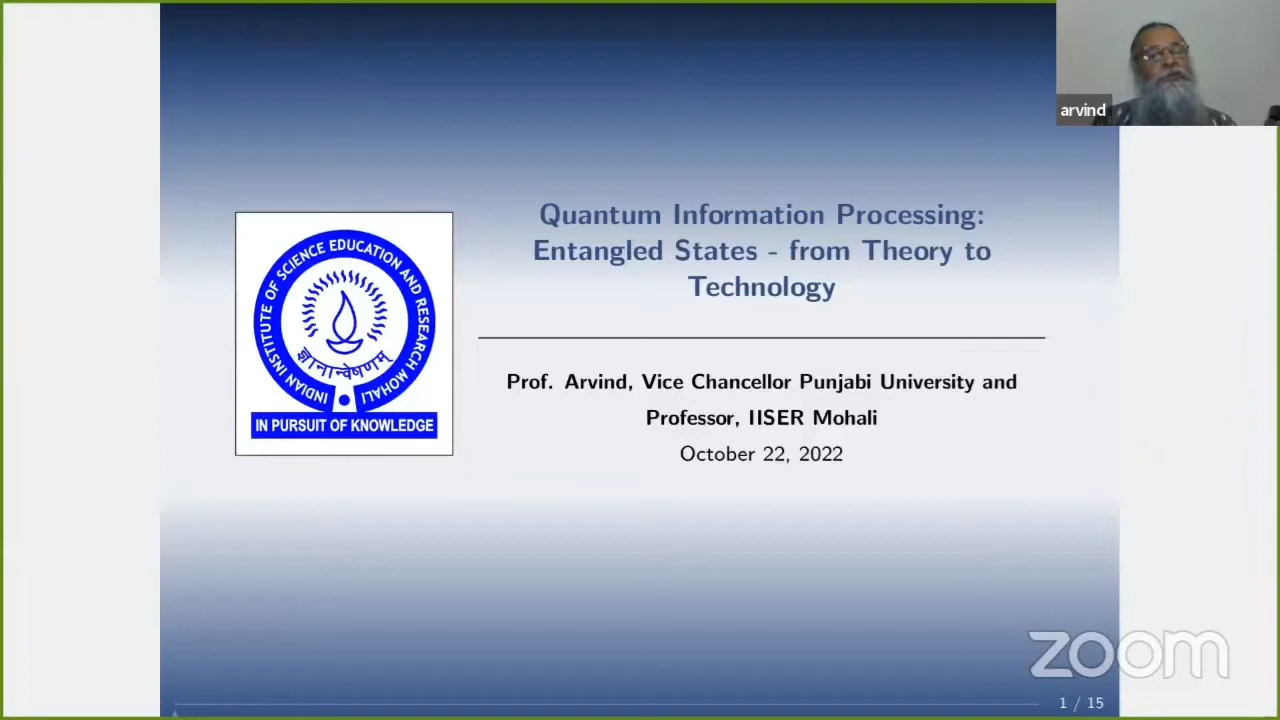 Quantum Information Processing:
Entangled States - from Theory to
Technology
Prof. Arvind, Vice Chancellor Punjabi University and
Professor, IISER Mohali
October 22, 2022
INDIAN INSTITUTE OF SCIENCE EDUCATION AND RESEARCH MOHALI
ज्ञानान्वेषणम्
IN PURSUIT OF KNOWLEDGE
arvind
zoom
1 / 15